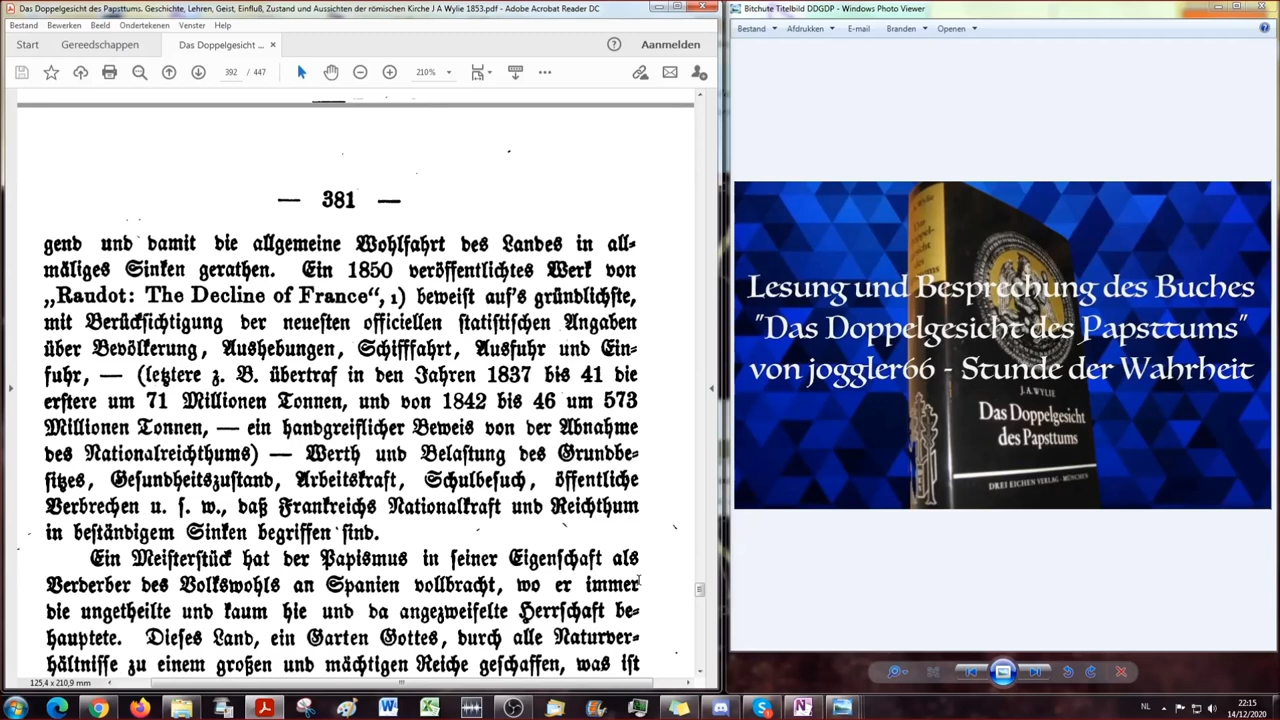 Das Doppelgesicht des Papsttums. Geschichte, Lehren, Geist, Einfluß, Zustand und Aussichten der römischen Kirche J A Wylie 1853.pdf - Adobe Acrobat Reader DC
Bestand Bewerken Beeld Ondertekenen Venster Help
Start Gereedschappen Das Doppelgesicht ... × Anmelden
392 / 447 210%
— 381 —
gend und damit die allgemeine Wohlfahrt des Landes in all-
mäliges Sinken gerathen. Ein 1850 veröffentlichtes Werk von
„Raudot: The Decline of France“, 1) beweist auf's gründlichste,
mit Berücksichtigung der neuesten officiellen statistischen Angaben
über Bevölkerung, Aushebungen, Schifffahrt, Ausfuhr und Ein-
fuhr, — (letztere z. B. übertraf in den Jahren 1837 bis 41 die
erstere um 71 Millionen Tonnen, und von 1842 bis 46 um 573
Millionen Tonnen, — ein handgreiflicher Beweis von der Abnahme
des Nationalreichthums) — Werth und Belastung des Grundbe-
sitzes, Gesundheitszustand, Arbeitskraft, Schulbesuch, öffentliche
Verbrechen u. s. w., daß Frankreichs Nationalkraft und Reichthum
in beständigem Sinken begriffen sind.
Ein Meisterstück hat der Papismus in seiner Eigenschaft als
Verderber des Volkswohls an Spanien vollbracht, wo er immer
die ungetheilte und kaum hie und da angezweifelte Herrschaft be-
hauptete. Dieses Land, ein Garten Gottes, durch alle Naturver-
hältnisse zu einem großen und mächtigen Reiche geschaffen, was ist
125,4 x 210,9 mm
Bitchute Titelbild DDGDP - Windows Photo Viewer
Bestand Afdrukken E-mail Branden Openen
Lesung und Besprechung des Buches
"Das Doppelgesicht des Papsttums"
von joggler66 - Stunde der Wahrheit
J.A.WYLIE
Das Doppelgesicht
des Papsttums
DREI EICHEN VERLAG · MÜNCHEN
NL 22:15
14/12/2020